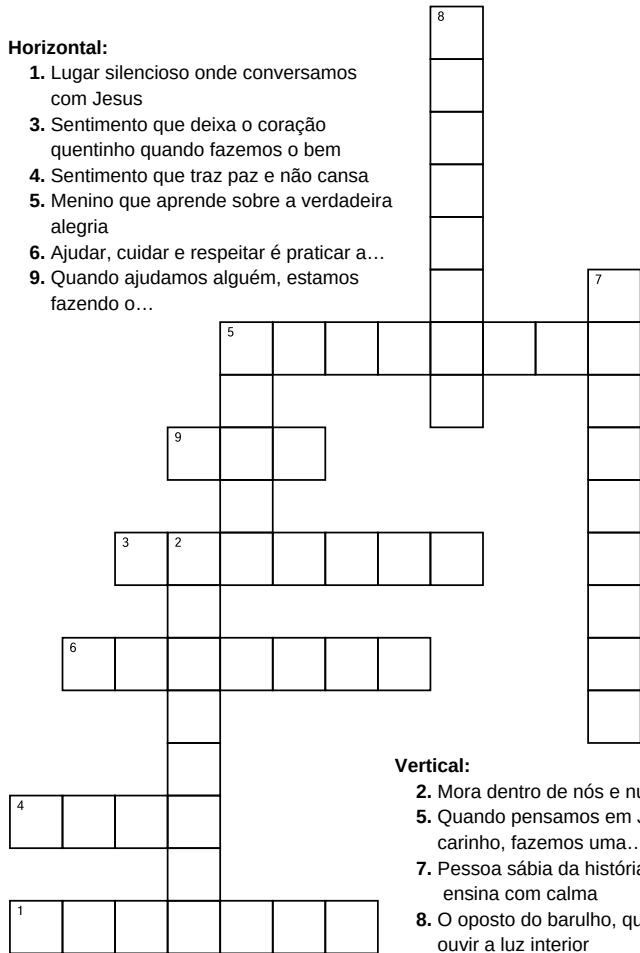 Horizontal:
1. Lugar silencioso onde conversamos
com Jesus
3. Sentimento que deixa o coração
quentinho quando fazemos o bem
4. Sentimento que traz paz e não cansa
5. Menino que aprende sobre a verdadeira
alegria
6. Ajudar, cuidar e respeitar é praticar a…
9. Quando ajudamos alguém, estamos
fazendo o…
8
7
5
9
3 2
6
4
1
Vertical:
2. Mora dentro de nós e
5. Quando pensamos em
carinho, fazemos uma…
7. Pessoa sábia da história
ensina com calma
8. O oposto do barulho,
ouvir a luz interior